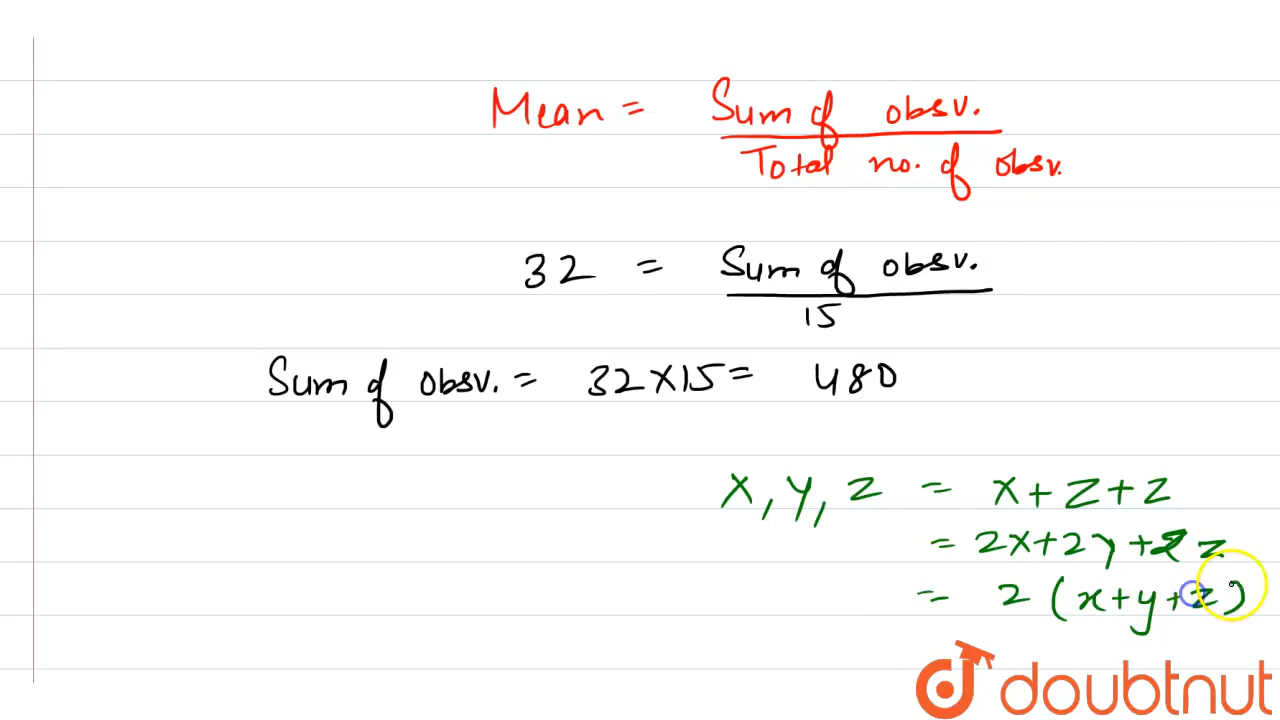 Mean = Sum of obsv.
Total no. of obsv.
32 = Sum of obsv.
15
Sum of obsv. = 32 X 15 = 480
X, Y, Z = X + Z + Z
= 2X + 2Y + 2 Z
= 2 (x + y + z)
doubtnut